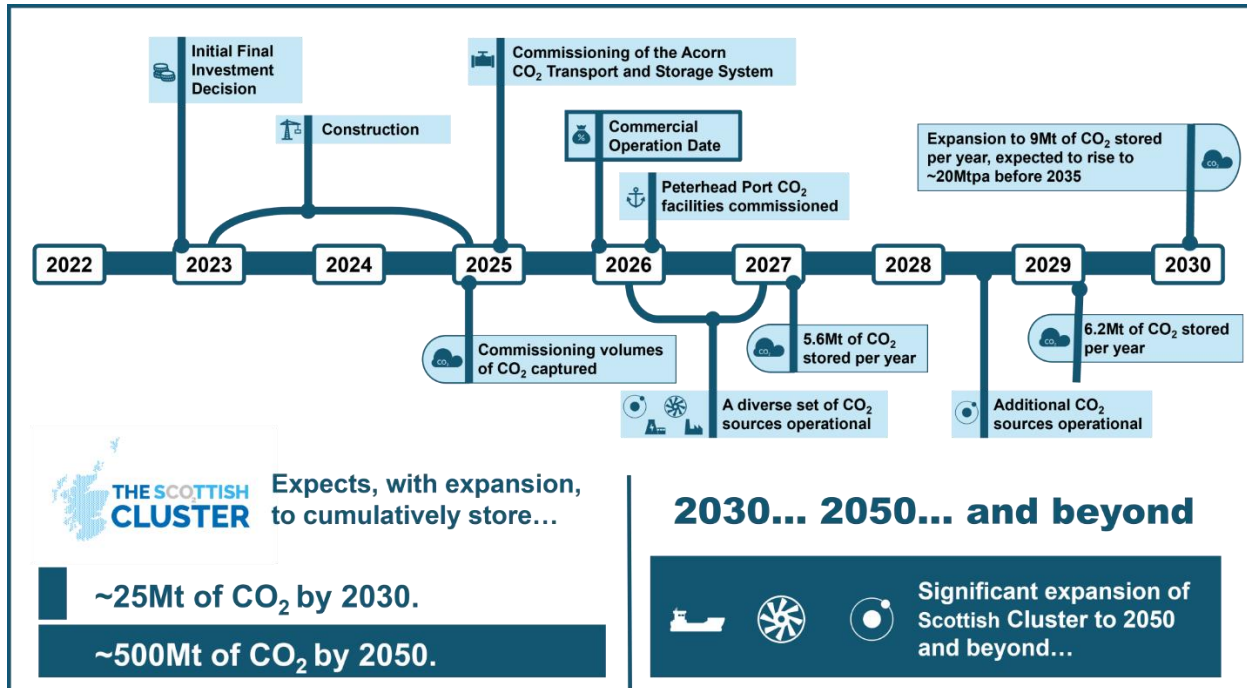 Initial Final
Investment
Decision
Construction
Commissioning of the Acorn
CO₂ Transport and Storage System
Commercial
Operation Date
Peterhead Port CO₂
facilities commissioned
Expansion to 9Mt of CO₂ stored
per year, expected to rise to
~20Mtpa before 2035
%
CO₂
2022
2023
2024
2025
2026
2027
2028
2029
2030
CO₂
Commissioning volumes
of CO₂ captured
A diverse set of CO₂
sources operational
CO₂
5.6Mt of CO₂
stored per year
Additional CO₂
sources operational
CO₂
6.2Mt of CO₂ stored
per year
THE SCO₂TTISH
CLUSTER
Expects, with expansion,
to cumulatively store…
~25Mt of CO₂ by 2030.
~500Mt of CO₂ by 2050.
2030... 2050... and beyond
Significant expansion of
Scottish Cluster to 2050
and beyond…